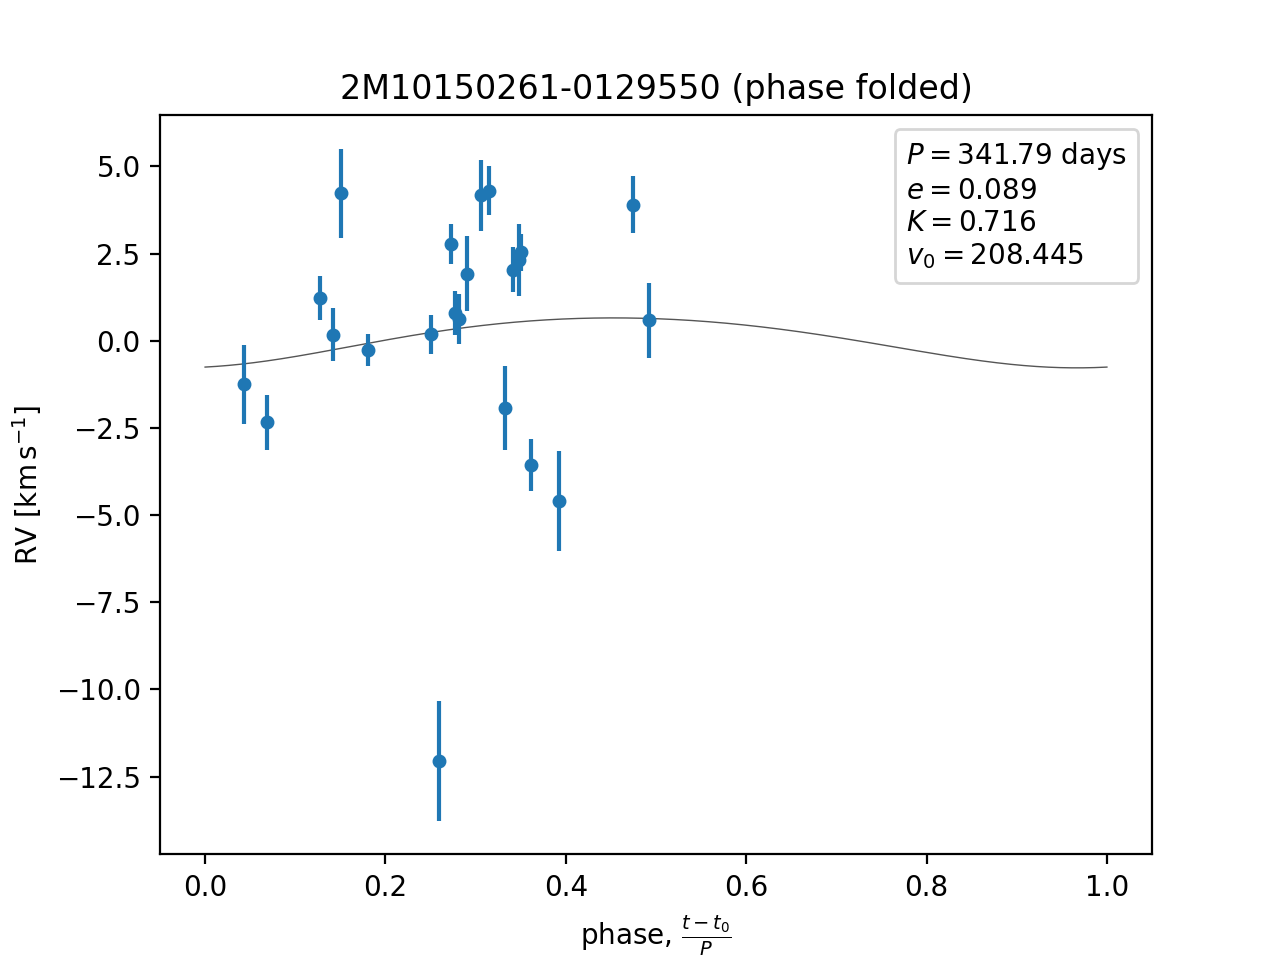 2M10150261-0129550 (phase folded)
P = 341.79 days
e = 0.089
K = 0.716
v₀ = 208.445
5.0
2.5
0.0
−2.5
−5.0
−7.5
−10.0
−12.5
RV [km s⁻¹]
0.0 0.2 0.4 0.6 0.8 1.0
phase, (t − t₀)/P